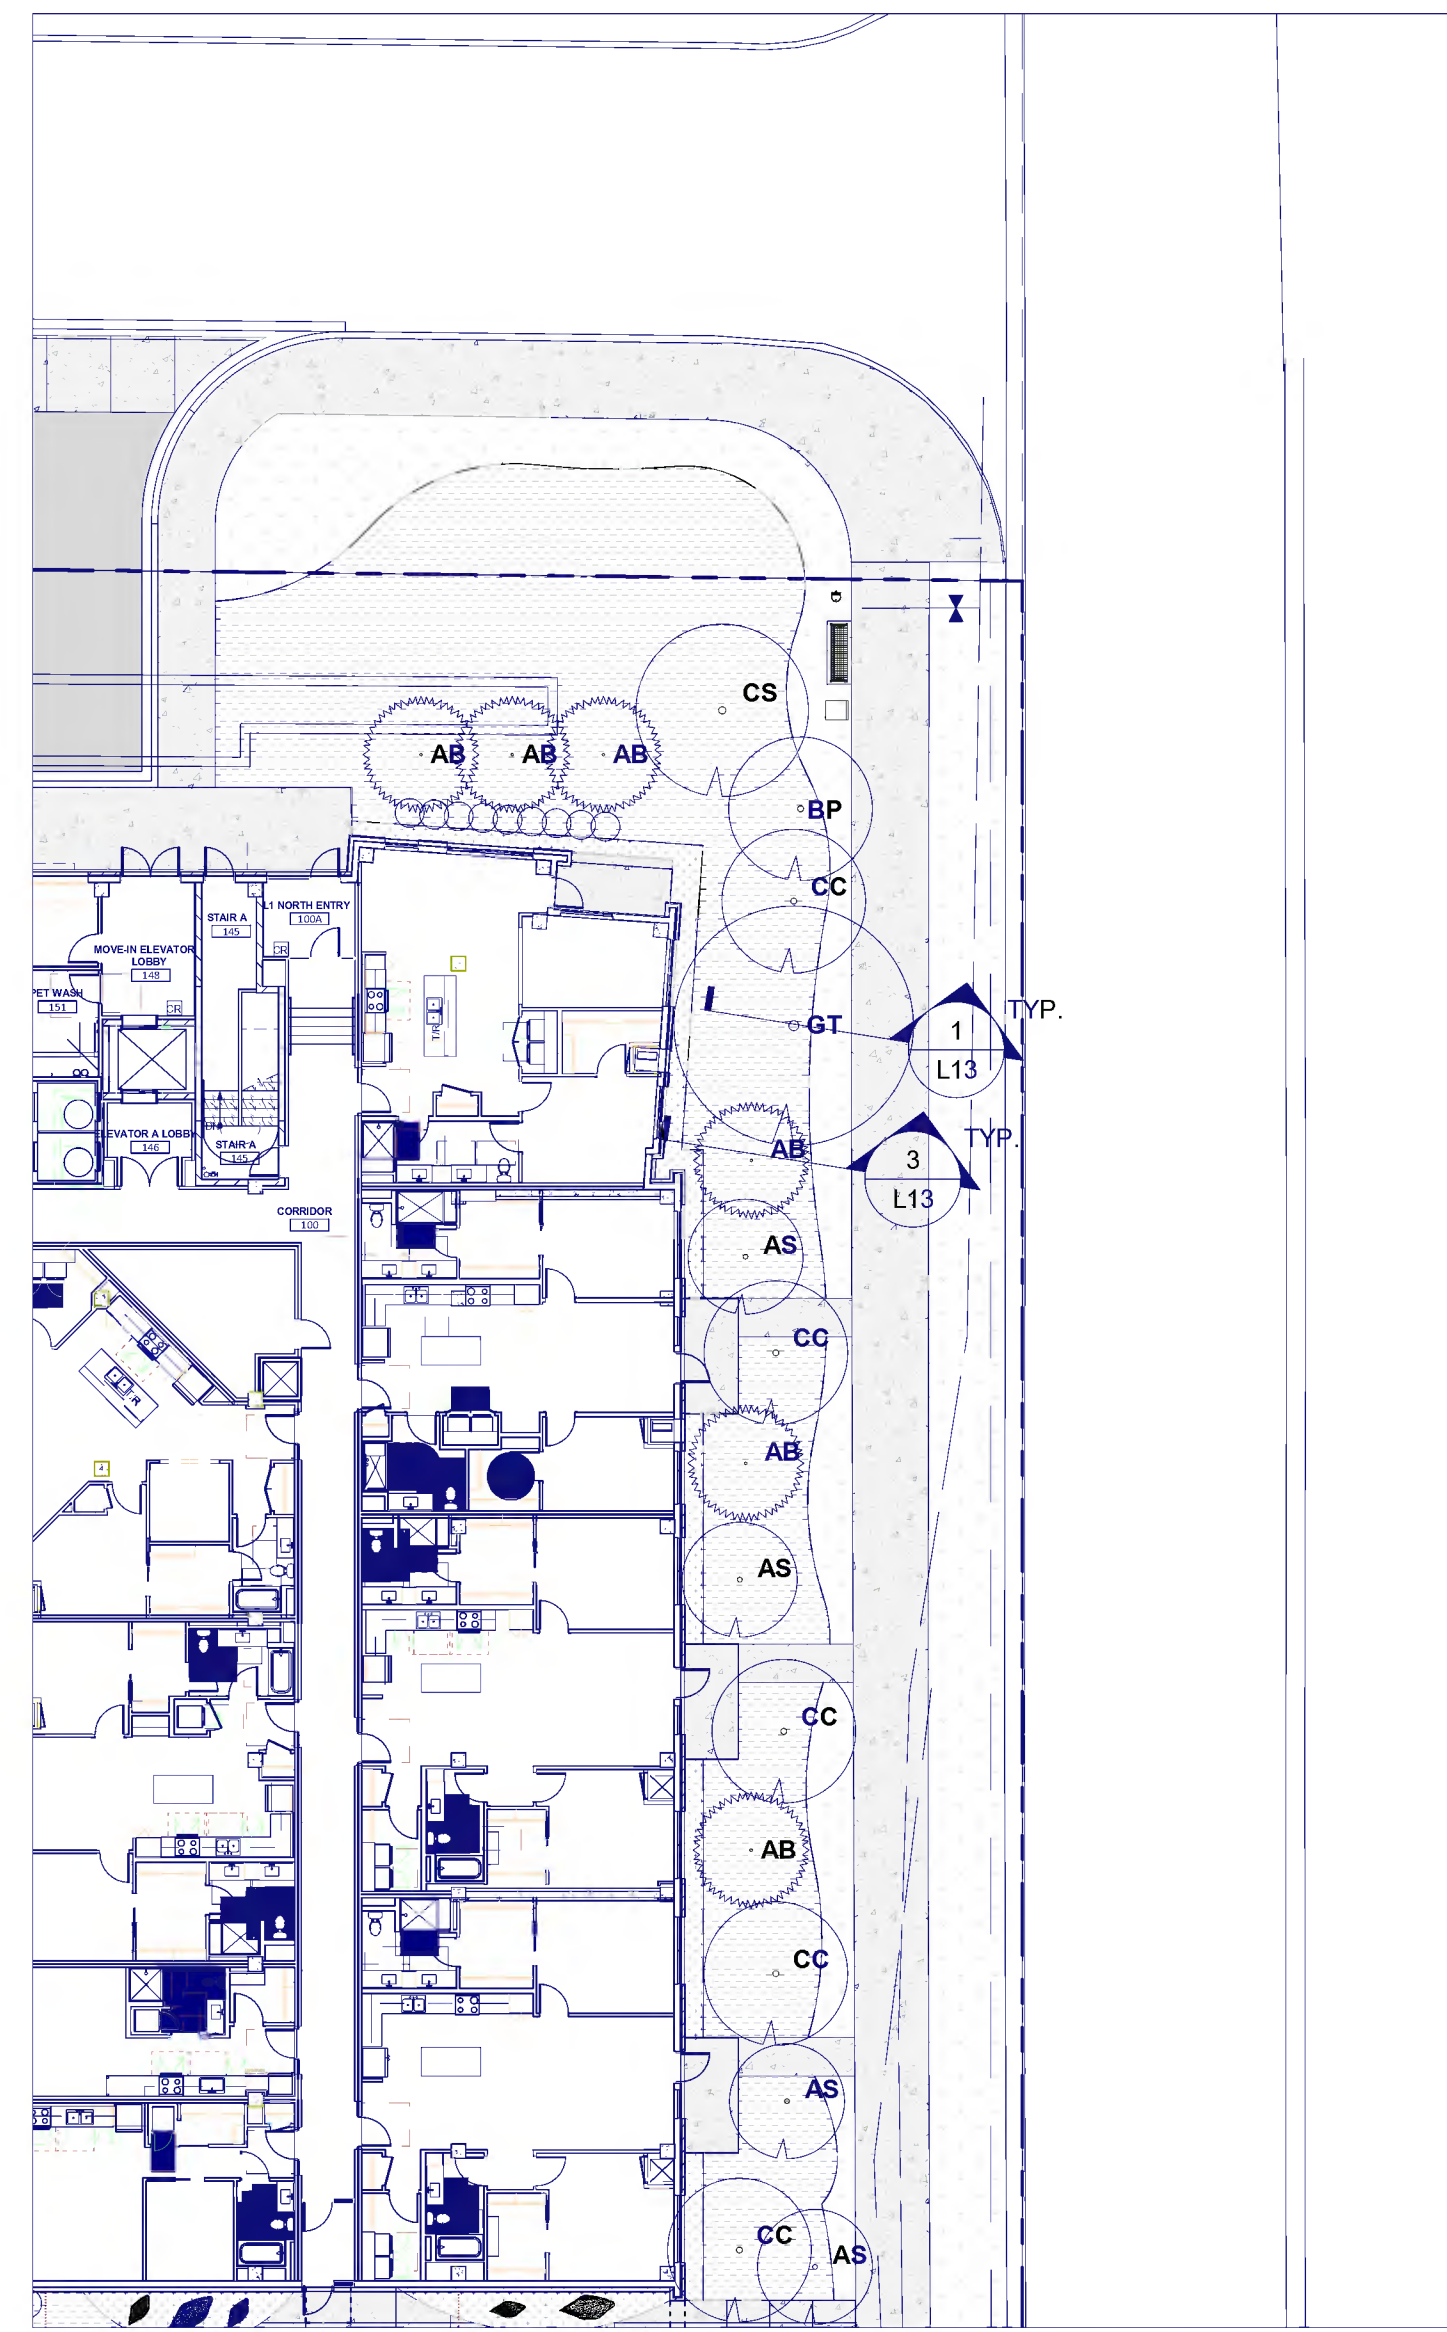 CS
AB AB AB
BP
CC
L1 NORTH ENTRY
100A
STAIR A
145
MOVE-IN ELEVATOR
LOBBY
148
CR
CR
PET WASH
151
T/R
GT
1
L13
TYP.
ELEVATOR A LOBBY
146
STAIR A
145
DN
AB
3
L13
TYP.
CORRIDOR
100
AS
CC
AB
AS
CC
AB
CC
AS
CC
AS